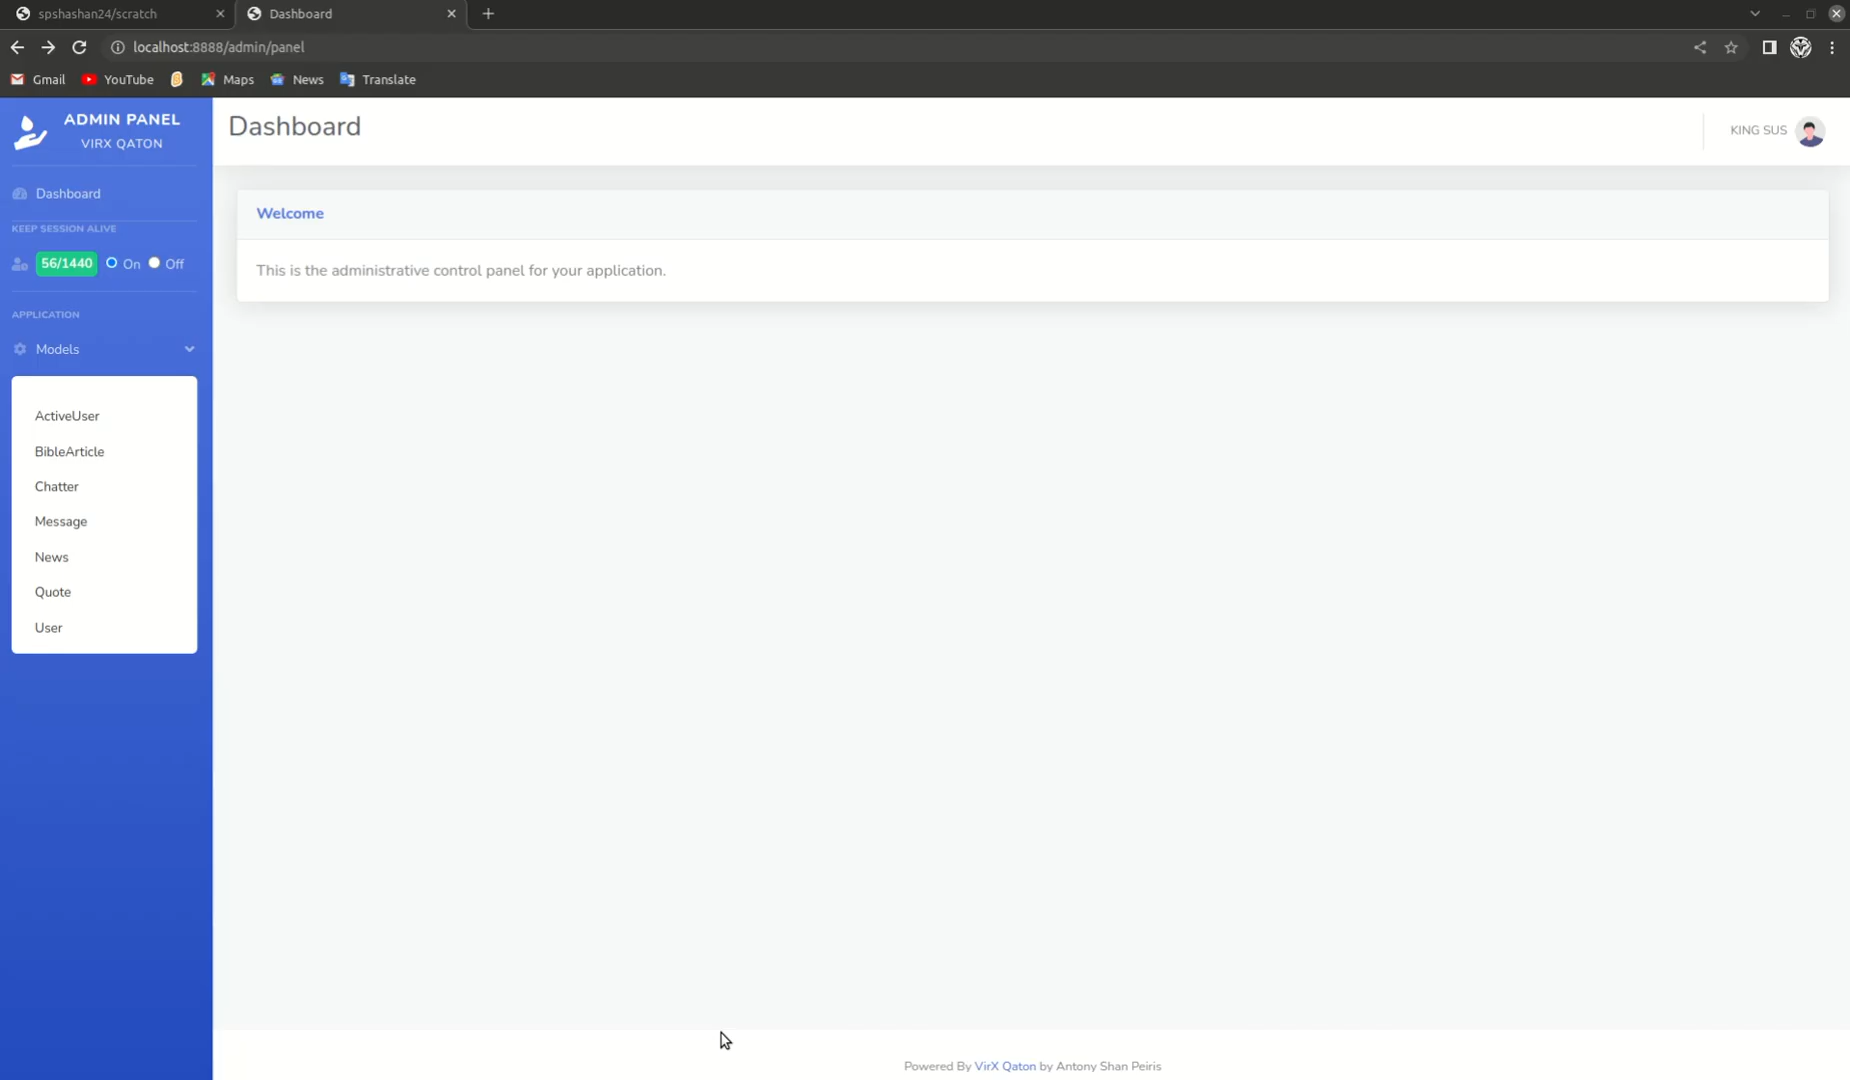 spshashan24/scratch
Dashboard
localhost:8888/admin/panel
Gmail YouTube Maps News Translate
ADMIN PANEL
VIRX QATON
Dashboard
KING SUS
Dashboard
KEEP SESSION ALIVE
56/1440 On Off
APPLICATION
Models
ActiveUser
BibleArticle
Chatter
Message
News
Quote
User
Welcome
This is the administrative control panel for your application.
Powered By VirX Qaton by Antony Shan Peiris